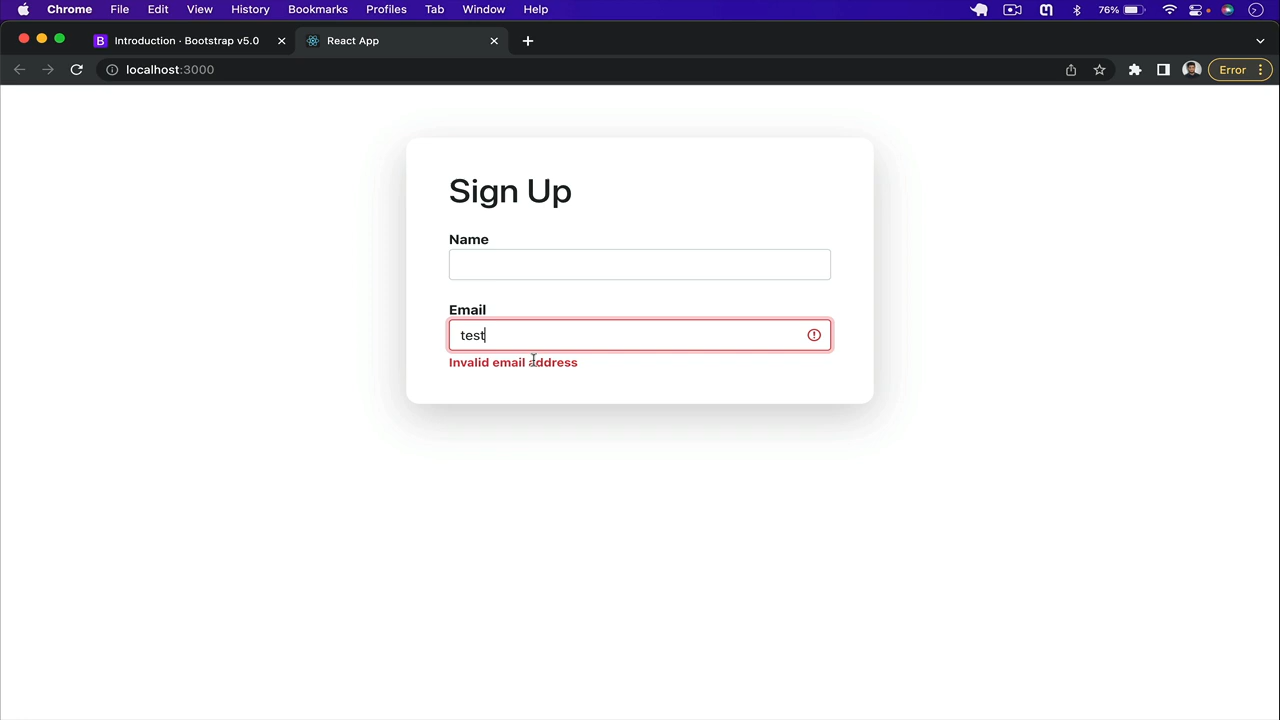 Chrome File Edit View History Bookmarks Profiles Tab Window Help 76%
B Introduction · Bootstrap v5.0 React App
localhost:3000 Error
Sign Up
Name
Email
test
Invalid email address